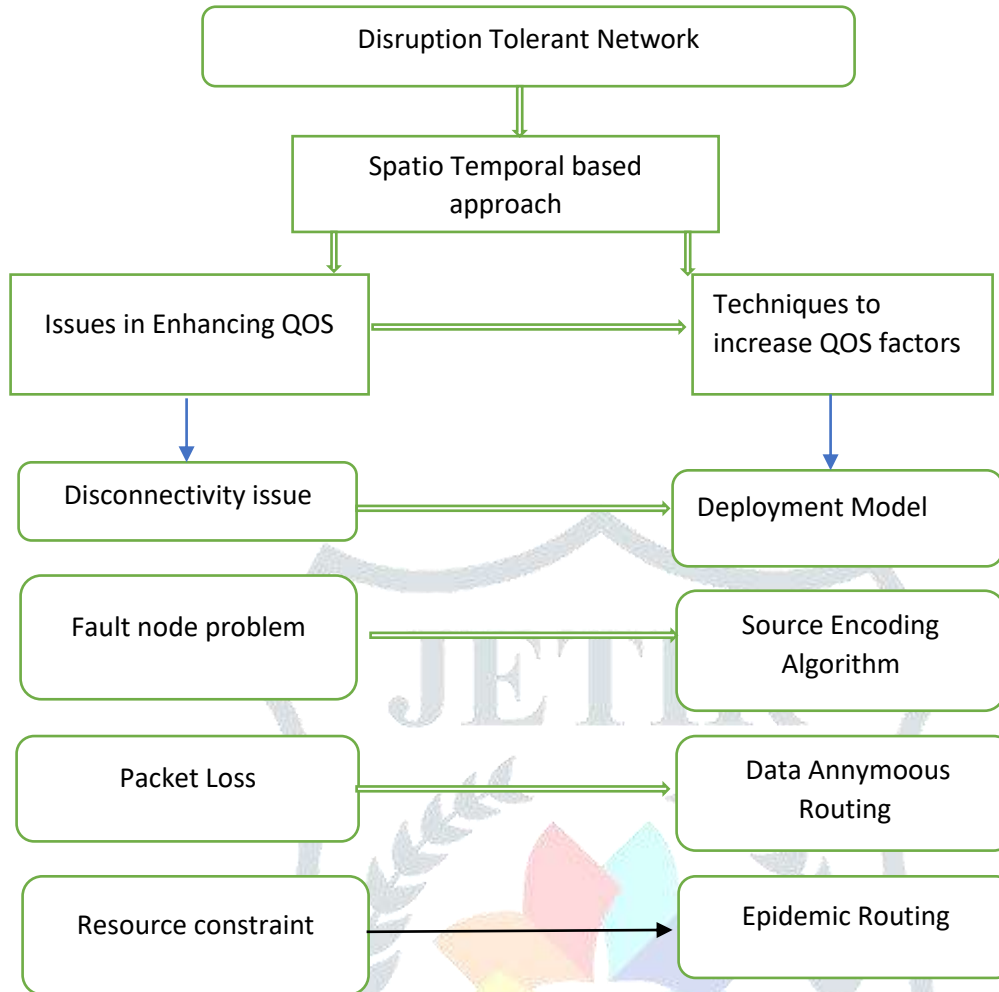 Disruption Tolerant Network
Spatio Temporal based
approach
Issues in Enhancing QOS
Techniques to
increase QOS factors
Disconnectivity issue
Deployment Model
Fault node problem
Source Encoding
Algorithm
JETIR
Packet Loss
Data Annymoous
Routing
Resource constraint
Epidemic Routing